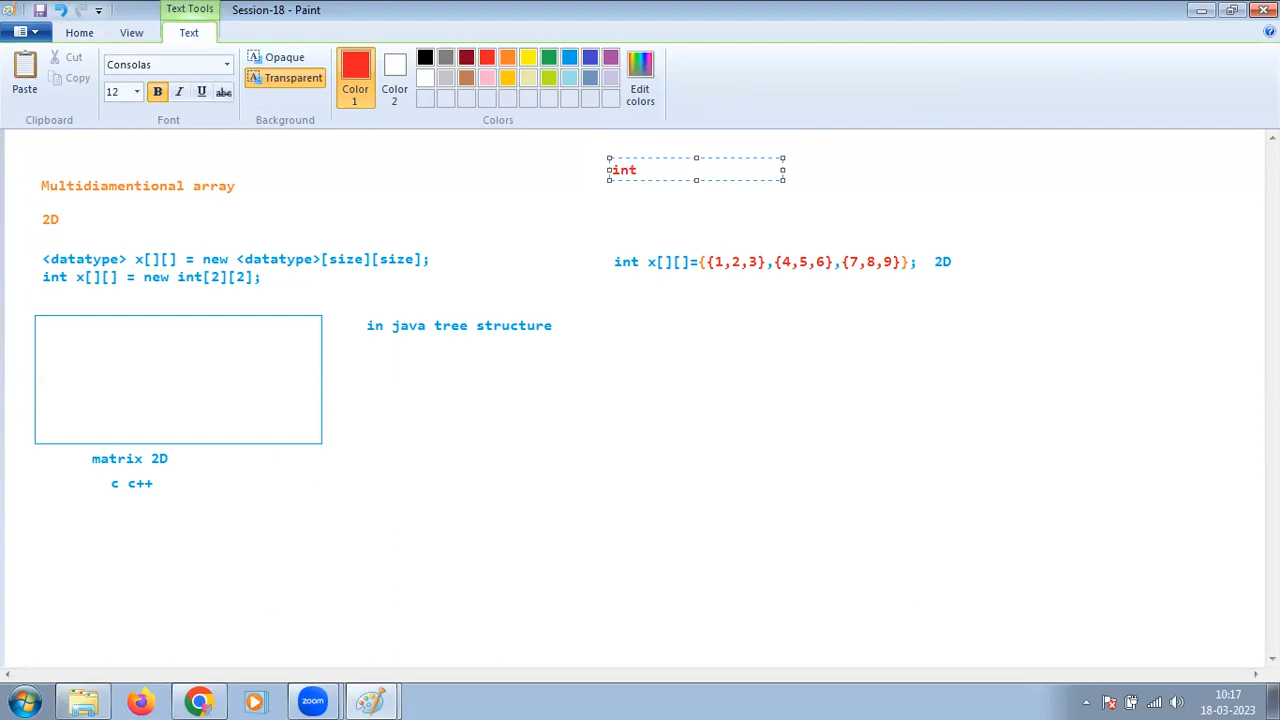 Text Tools
Session-18 - Paint
Home
View
Text
Paste
Cut
Copy
Clipboard
Consolas
12
B
I
U
abc
Font
Opaque
Transparent
Background
Color 1
Color 2
Edit colors
Colors
int
Multidiamentional array
2D
<datatype> x[][] = new <datatype>[size][size];
int x[][] = new int[2][2];
int x[][]={{1,2,3},{4,5,6},{7,8,9}}; 2D
in java tree structure
matrix 2D
c c++
zoom
10:17
18-03-2023